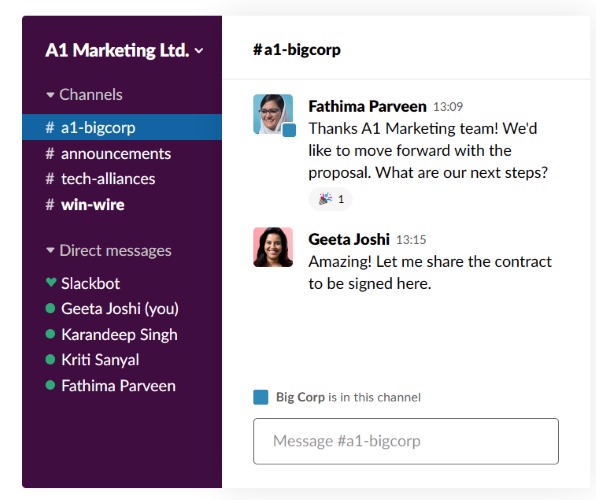 A1 Marketing Ltd.
Channels
# a1-bigcorp
# announcements
# tech-alliances
# win-wire
Direct messages
Slackbot
Geeta Joshi (you)
Karandeep Singh
Kriti Sanyal
Fathima Parveen
#a1-bigcorp
Fathima Parveen 13:09
Thanks A1 Marketing team! We'd
like to move forward with the
proposal. What are our next steps?
1
Geeta Joshi 13:15
Amazing! Let me share the contract
to be signed here.
Big Corp is in this channel
Message #a1-bigcorp